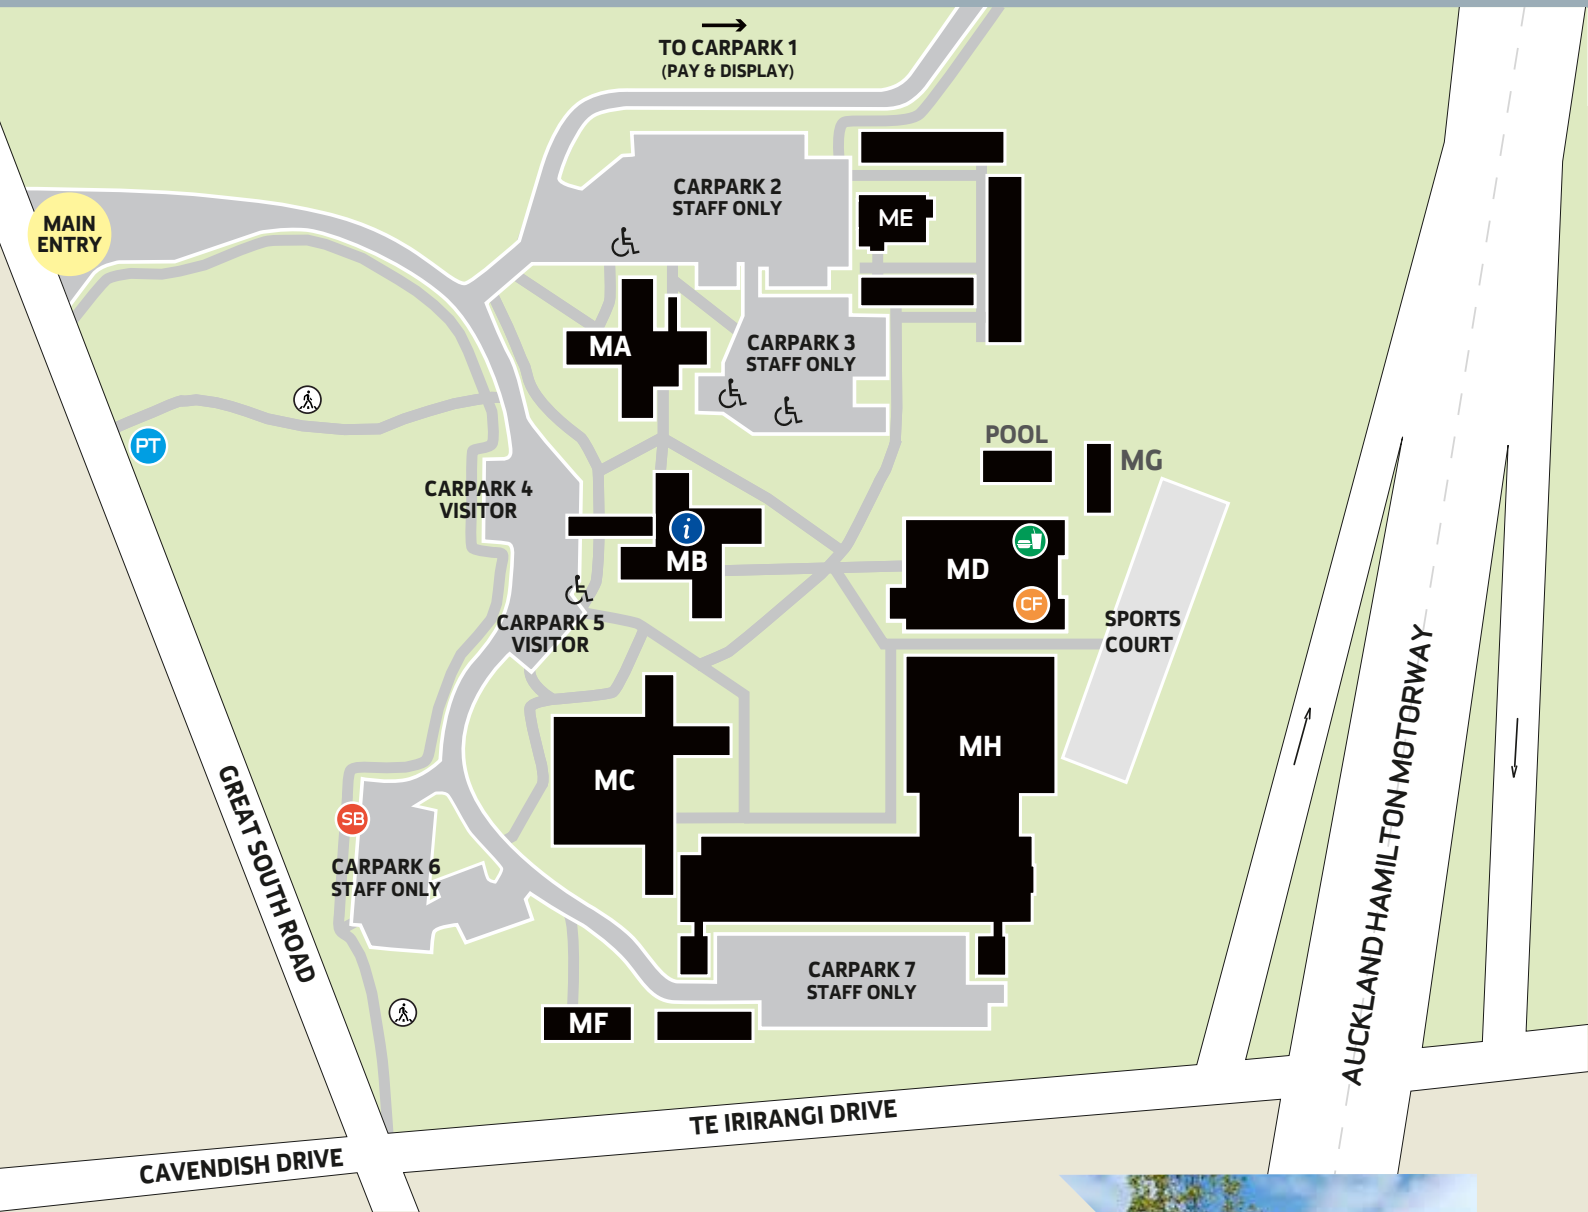 TO CARPARK 1
(PAY & DISPLAY)
CARPARK 2
STAFF ONLY
MAIN
ENTRY
ME
MA
CARPARK 3
STAFF ONLY
PT
POOL
MG
CARPARK 4
VISITOR
i
MB
MD
CF
CARPARK 5
VISITOR
SPORTS
COURT
MH
MC
SB
CARPARK 6
STAFF ONLY
GREAT SOUTH ROAD
AUCKLAND HAMILTON MOTORWAY
CARPARK 7
STAFF ONLY
MF
TE IRIRANGI DRIVE
CAVENDISH DRIVE